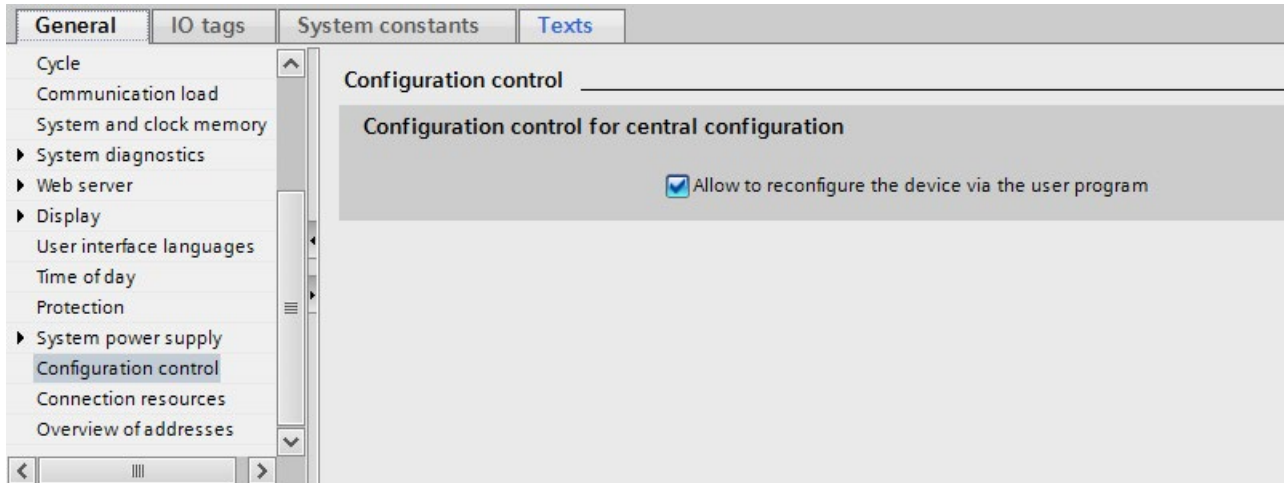 General IO tags System constants Texts
Cycle
Communication load
System and clock memory
System diagnostics
Web server
Display
User interface languages
Time of day
Protection
System power supply
Configuration control
Connection resources
Overview of addresses
Configuration control
Configuration control for central configuration
Allow to reconfigure the device via the user program